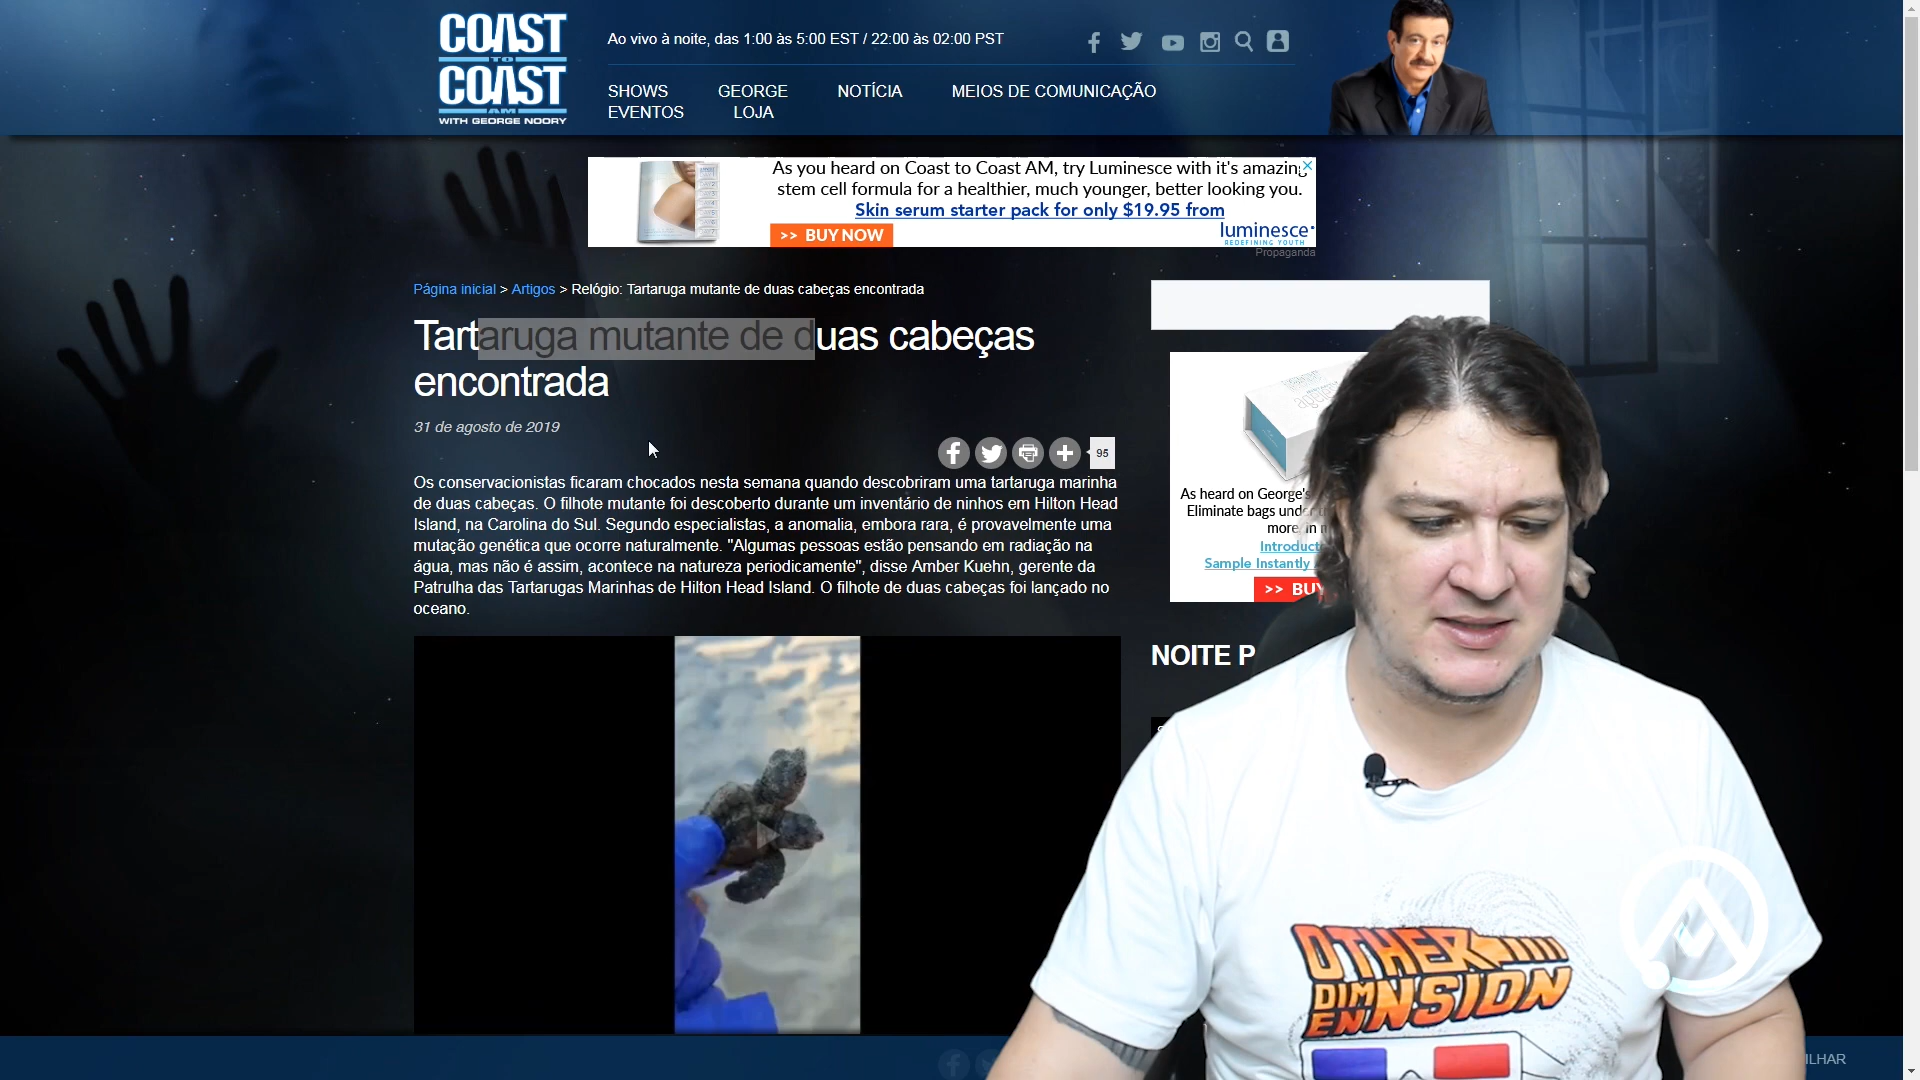 COAST
TO
COAST
AM
WITH GEORGE NOORY
Ao vivo à noite, das 1:00 às 5:00 EST / 22:00 às 02:00 PST
SHOWS
GEORGE
NOTÍCIA
MEIOS DE COMUNICAÇÃO
EVENTOS
LOJA
As you heard on Coast to Coast AM, try Luminesce with it's amazing
stem cell formula for a healthier, much younger, better looking you.
Skin serum starter pack for only $19.95 from
>> BUY NOW
luminesce
REDEFINING YOUTH
Propaganda
Página inicial > Artigos > Relógio: Tartaruga mutante de duas cabeças encontrada
Tartaruga mutante de duas cabeças
encontrada
31 de agosto de 2019
95
Os conservacionistas ficaram chocados nesta semana quando descobriram uma tartaruga marinha
de duas cabeças. O filhote mutante foi descoberto durante um inventário de ninhos em Hilton Head
Island, na Carolina do Sul. Segundo especialistas, a anomalia, embora rara, é provavelmente uma
mutação genética que ocorre naturalmente. "Algumas pessoas estão pensando em radiação na
água, mas não é assim, acontece na natureza periodicamente", disse Amber Kuehn, gerente da
Patrulha das Tartarugas Marinhas de Hilton Head Island. O filhote de duas cabeças foi lançado no
oceano.
As heard on George's
Eliminate bags under
more in
Sample Instantly
>> BUY
NOITE P
OTHER
DIMENSION
ILHAR